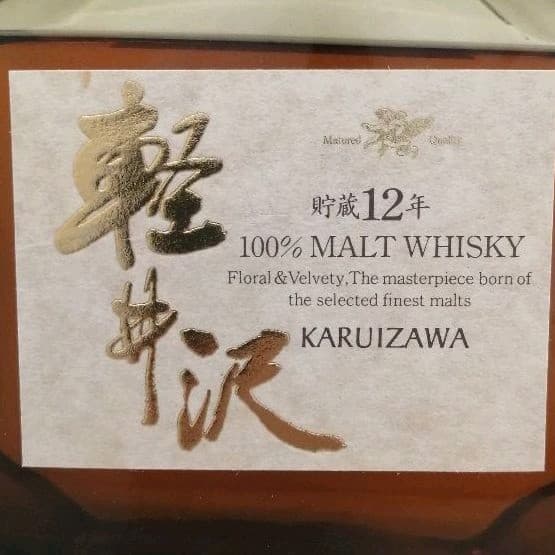 軽井沢
Matured Quality
貯蔵12年
100% MALT WHISKY
Floral & Velvety, The masterpiece born of
the selected finest malts
KARUIZAWA